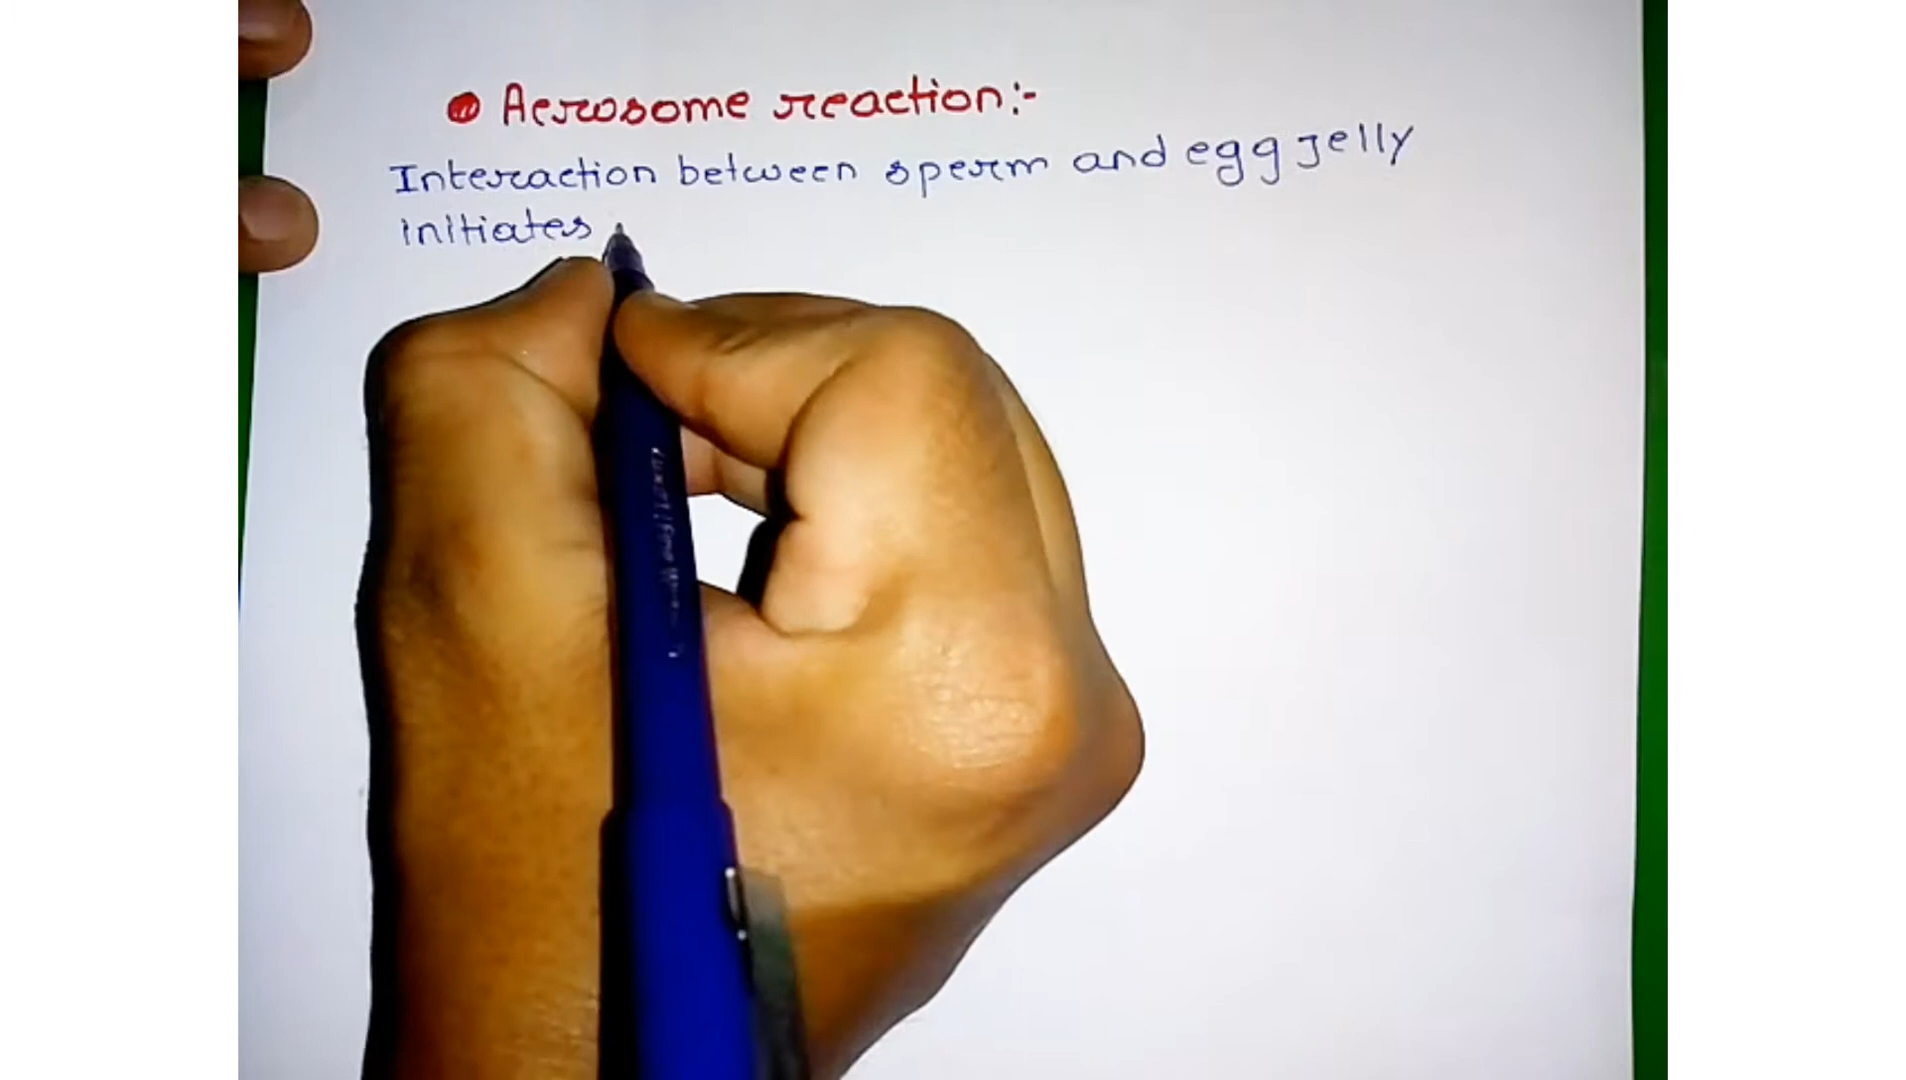 Acrosome reaction:-
Interaction between sperm and egg jelly
initiates